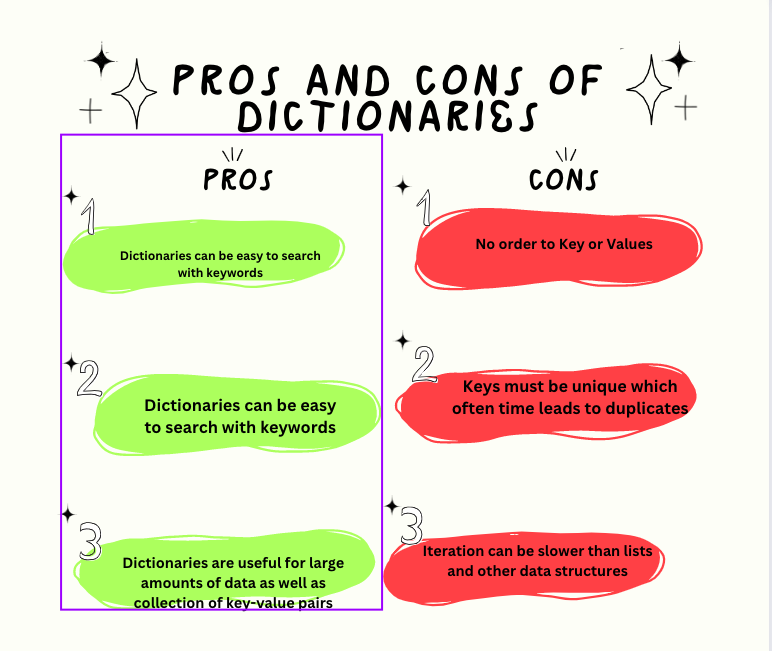 PROS AND CONS OF
DICTIONARIES
PROS
1
Dictionaries can be easy to search
with keywords
2
Dictionaries can be easy
to search with keywords
3
Dictionaries are useful for large
amounts of data as well as
collection of key-value pairs
CONS
1
No order to Key or Values
2
Keys must be unique which
often time leads to duplicates
3
Iteration can be slower than lists
and other data structures